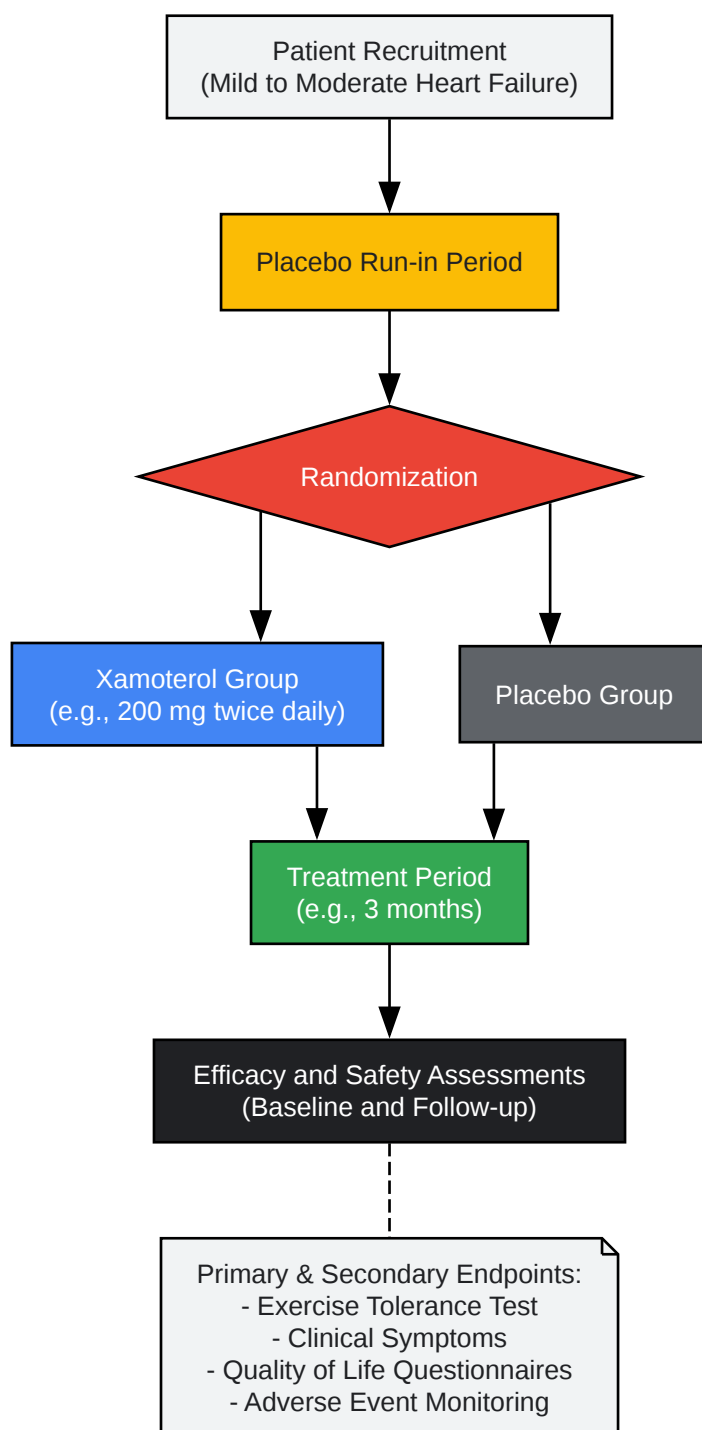 Patient Recruitment
(Mild to Moderate Heart Failure)
Placebo Run-in Period
Randomization
Xamoterol Group
(e.g., 200 mg twice daily)
Placebo Group
Treatment Period
(e.g., 3 months)
Efficacy and Safety Assessments
(Baseline and Follow-up)
Primary & Secondary Endpoints:
- Exercise Tolerance Test
- Clinical Symptoms
- Quality of Life Questionnaires
- Adverse Event Monitoring